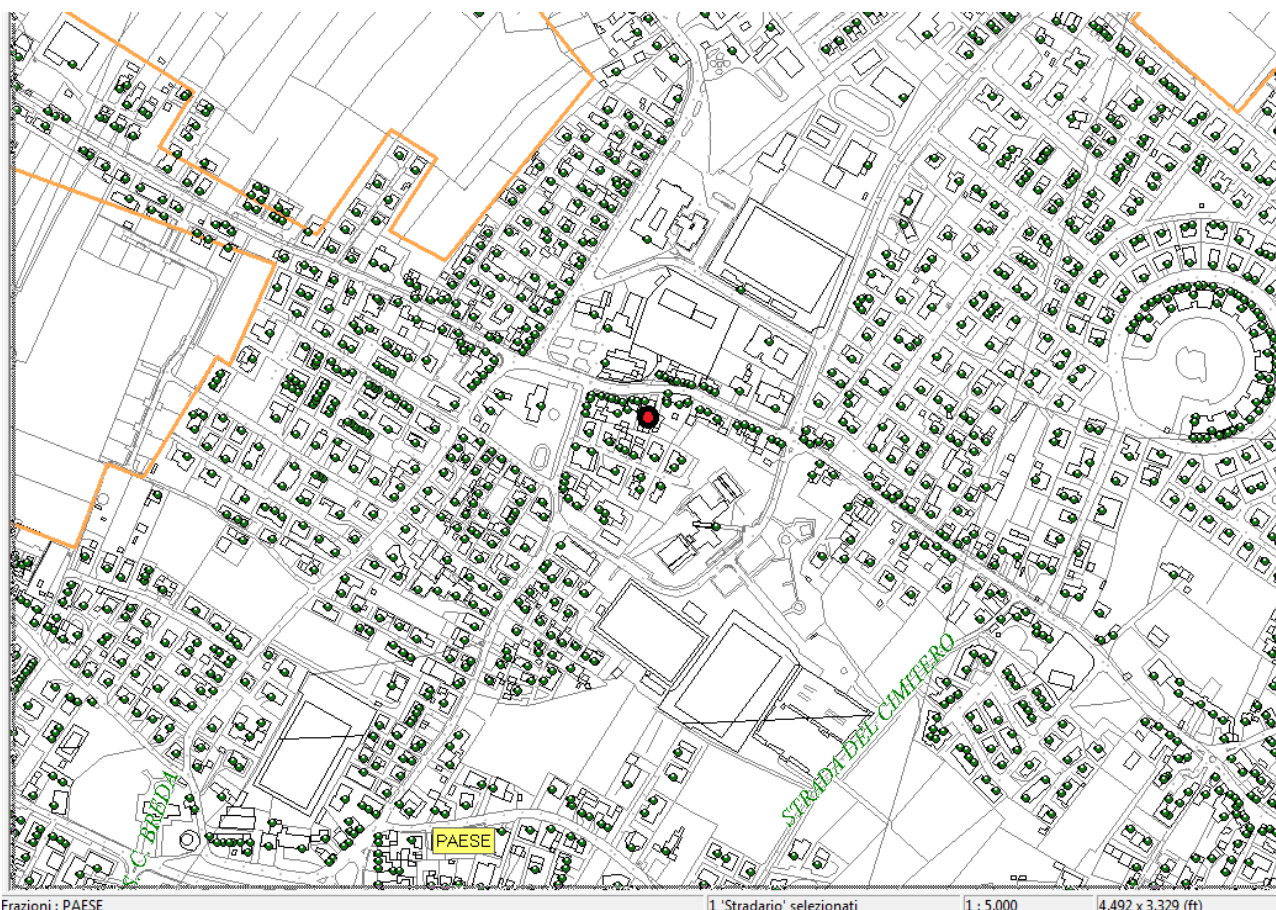 STRADA DEL CIMITERO
S.C. BREDA
PAESE
Frazioni : PAESE
1 'Stradario' selezionati
1 : 5.000
4.492 x 3.329 (ft)